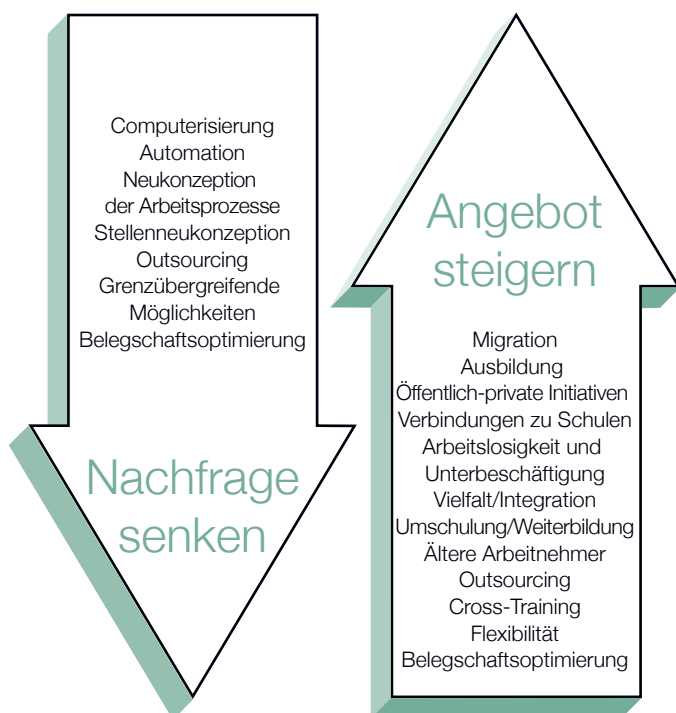 Computerisierung
Automation
Neukonzeption
der Arbeitsprozesse
Stellenneukonzeption
Outsourcing
Grenzübergreifende
Möglichkeiten
Belegschaftsoptimierung
Nachfrage
senken
Angebot
steigern
Migration
Ausbildung
Öffentlich-private Initiativen
Verbindungen zu Schulen
Arbeitslosigkeit und
Unterbeschäftigung
Vielfalt/Integration
Umschulung/Weiterbildung
Ältere Arbeitnehmer
Outsourcing
Cross-Training
Flexibilität
Belegschaftsoptimierung